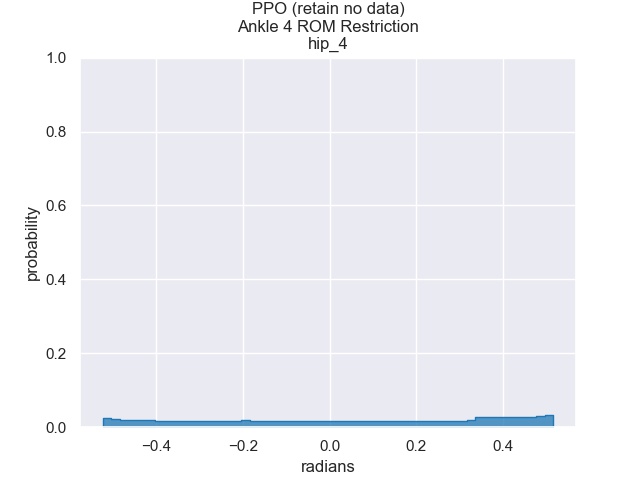 PPO (retain no data)
Ankle 4 ROM Restriction
hip_4
1.0
0.8
0.6
0.4
0.2
0.0
probability
−0.4 −0.2 0.0 0.2 0.4
radians